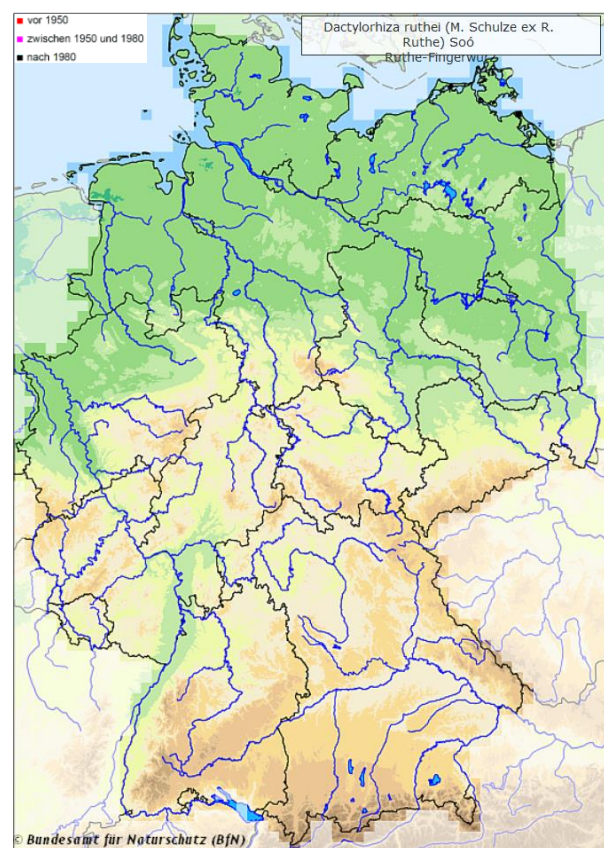 vor 1950
zwischen 1950 und 1980
nach 1980
Dactylorhiza ruthei (M. Schulze ex R.
Ruthe) Soó
Ruthe-Fingerwurz
© Bundesamt für Naturschutz (BfN)